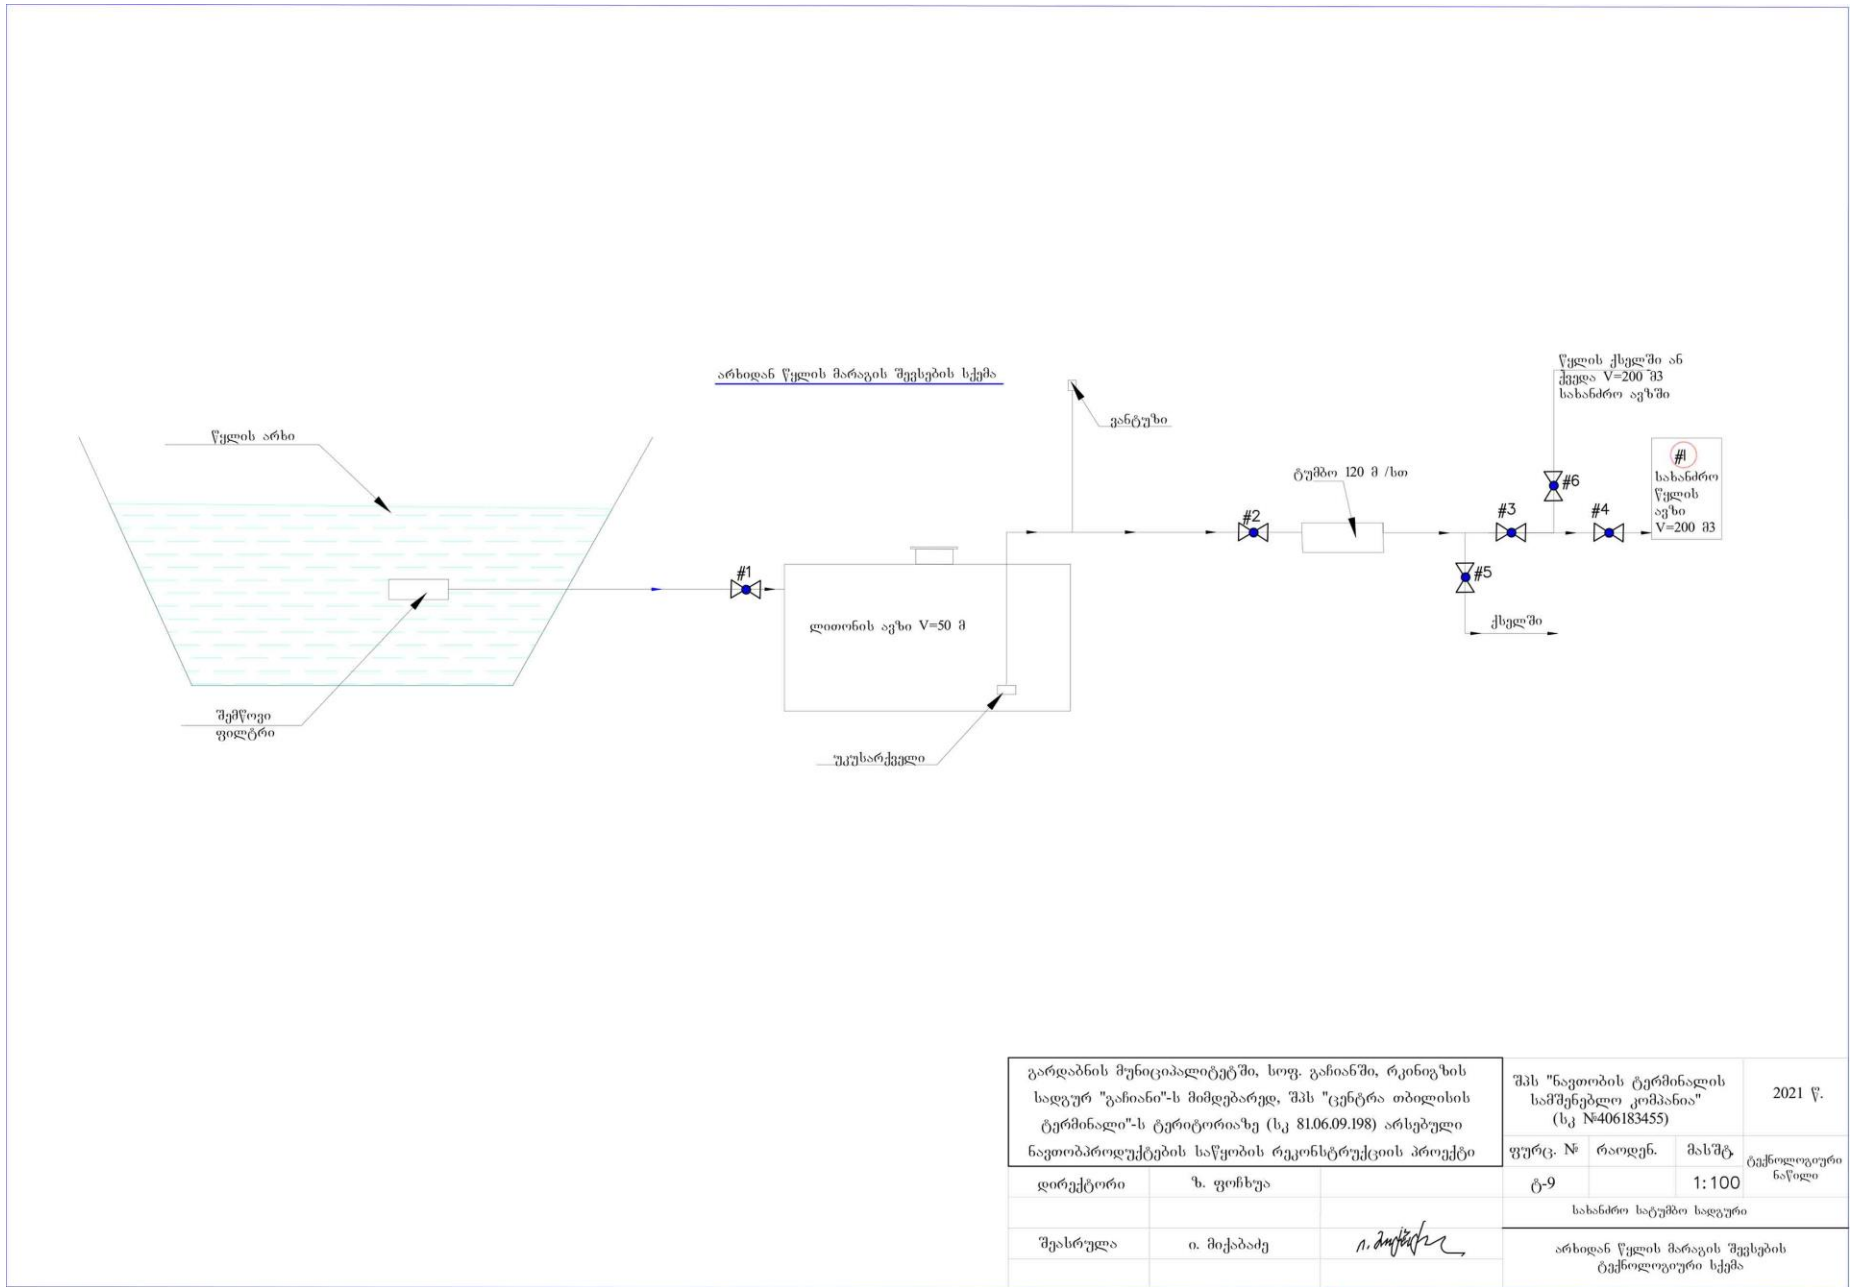 არხიდან წყლის მარაგის შევსების სქემა
წყლის ქსელში ან
ქვედა V=200 მ3
სახანძრო ავზში
ვანტუზი
წყლის არხი
ტუმბო 120 მ /სთ
#1
სახანძრო
წყლის
ავზი
V=200 მ3
#6
#3
#4
#2
#5
#1
ქსელში
ლითონის ავზი V=50 მ
შემწოვი
ფილტრი
უკუსარქველი
გარდაბნის მუნიციპალიტეტში, სოფ. გაჩიანში, რკინიგზის
სადგურ "გაჩიანი"-ს მიმდებარედ, შპს "ცენტრა თბილისის
ტერმინალი"-ს ტერიტორიაზე (სკ 81.06.09.198) არსებული
ნავთობპროდუქტების საწყობის რეკონსტრუქციის პროექტი
შპს "ნავთობის ტერმინალის
სამშენებლო კომპანია"
(სკ №406183455)
2021 წ.
ფურც. № რაოდენ. მასშტ.
ტექნოლოგიური
ნაწილი
დირექტორი ზ. ფოჩხუა
ტ-9 1:100
სახანძრო სატუმბო სადგური
შეასრულა ი. მიქაბაძე
არხიდან წყლის მარაგის შევსების
ტექნოლოგიური სქემა